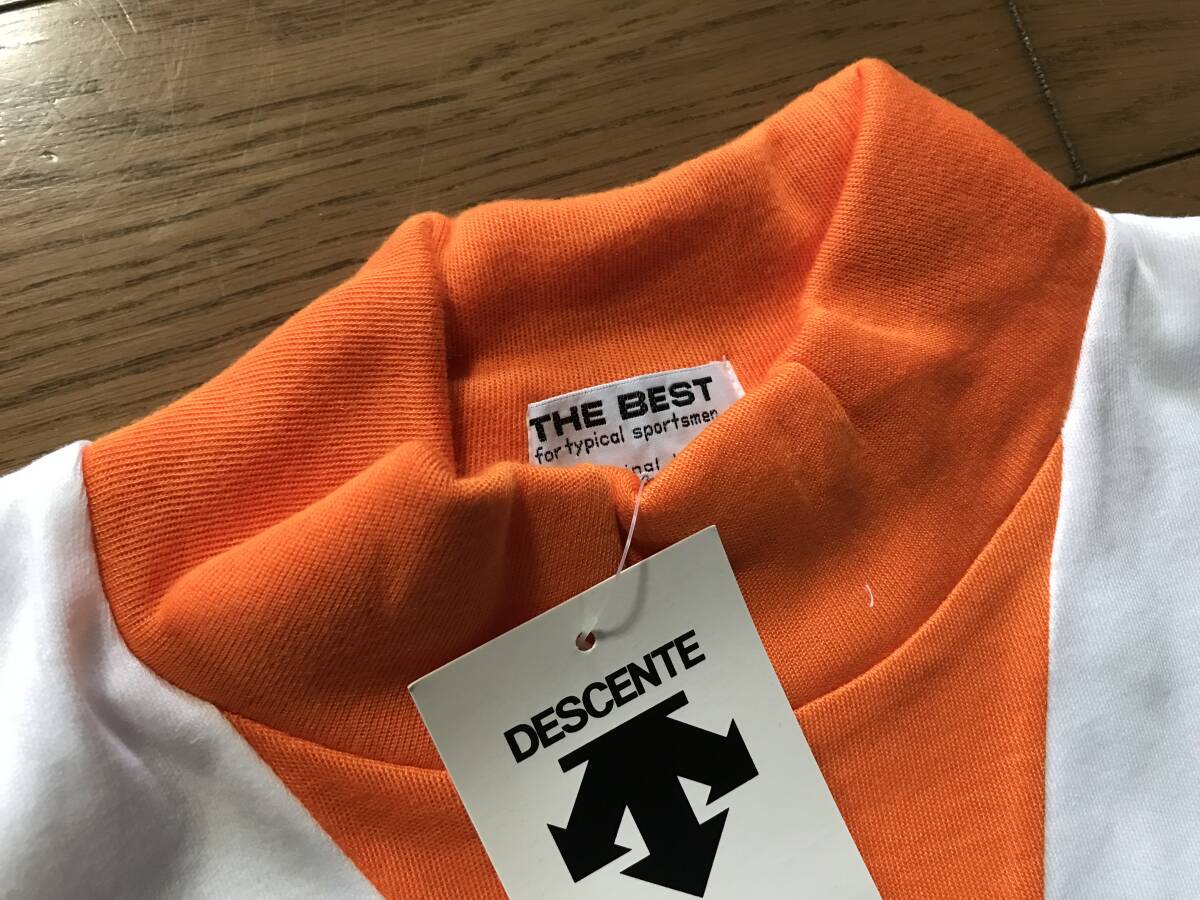 THE BEST
for typical sportsmen
DESCENTE